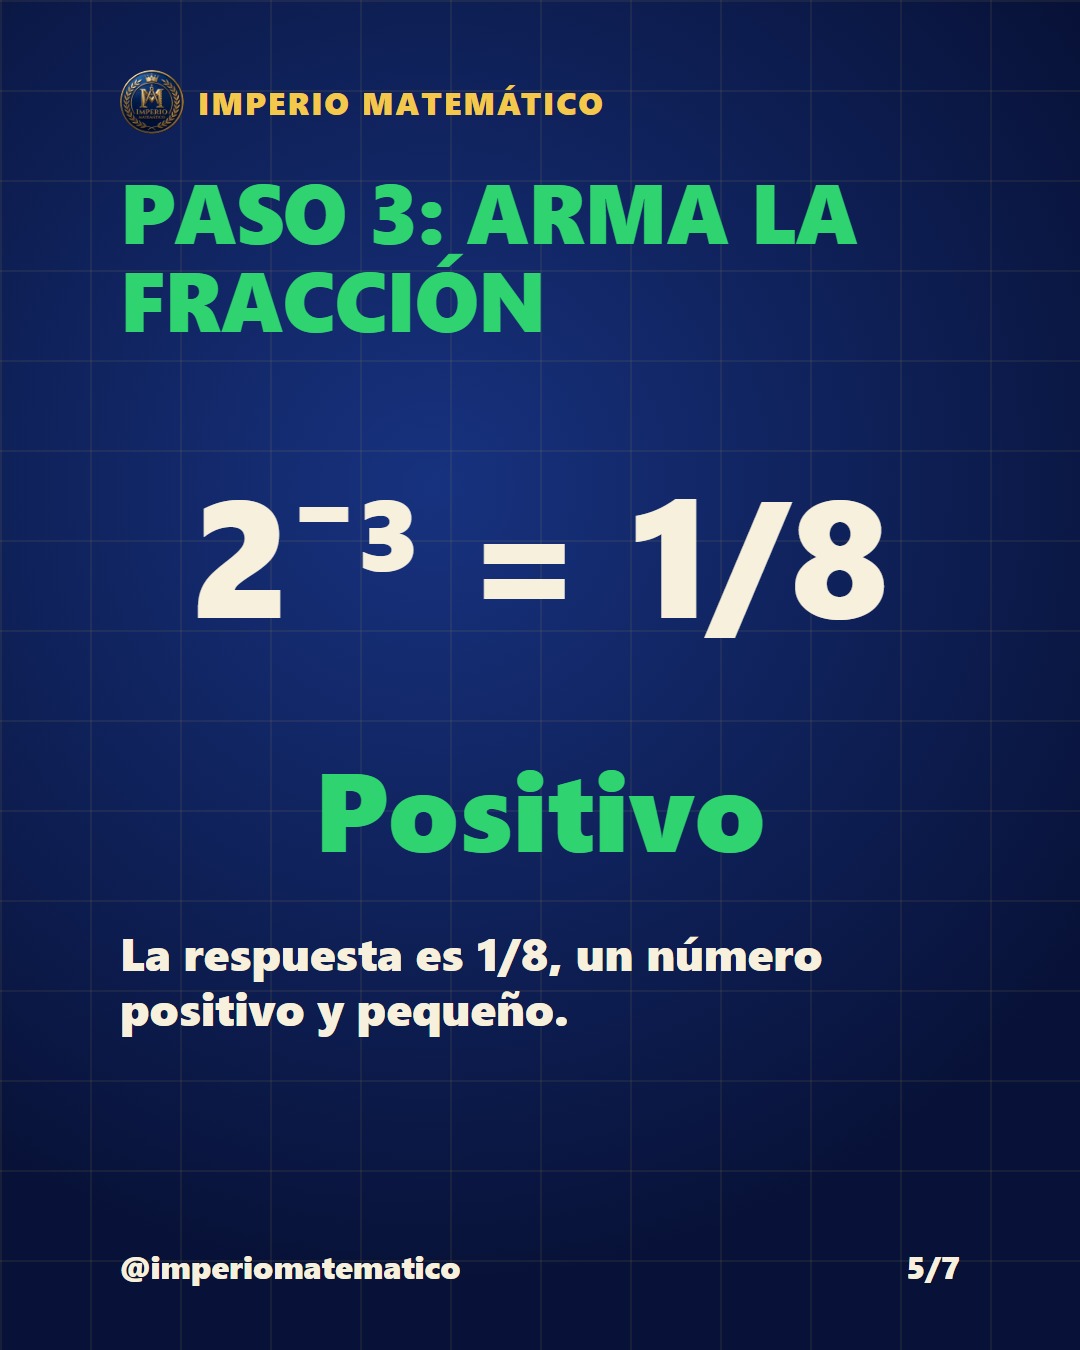 IMPERIO MATEMÁTICO
PASO 3: ARMA LA
FRACCIÓN
2⁻³ = 1/8
Positivo
La respuesta es 1/8, un número
positivo y pequeño.
@imperiomatematico
5/7